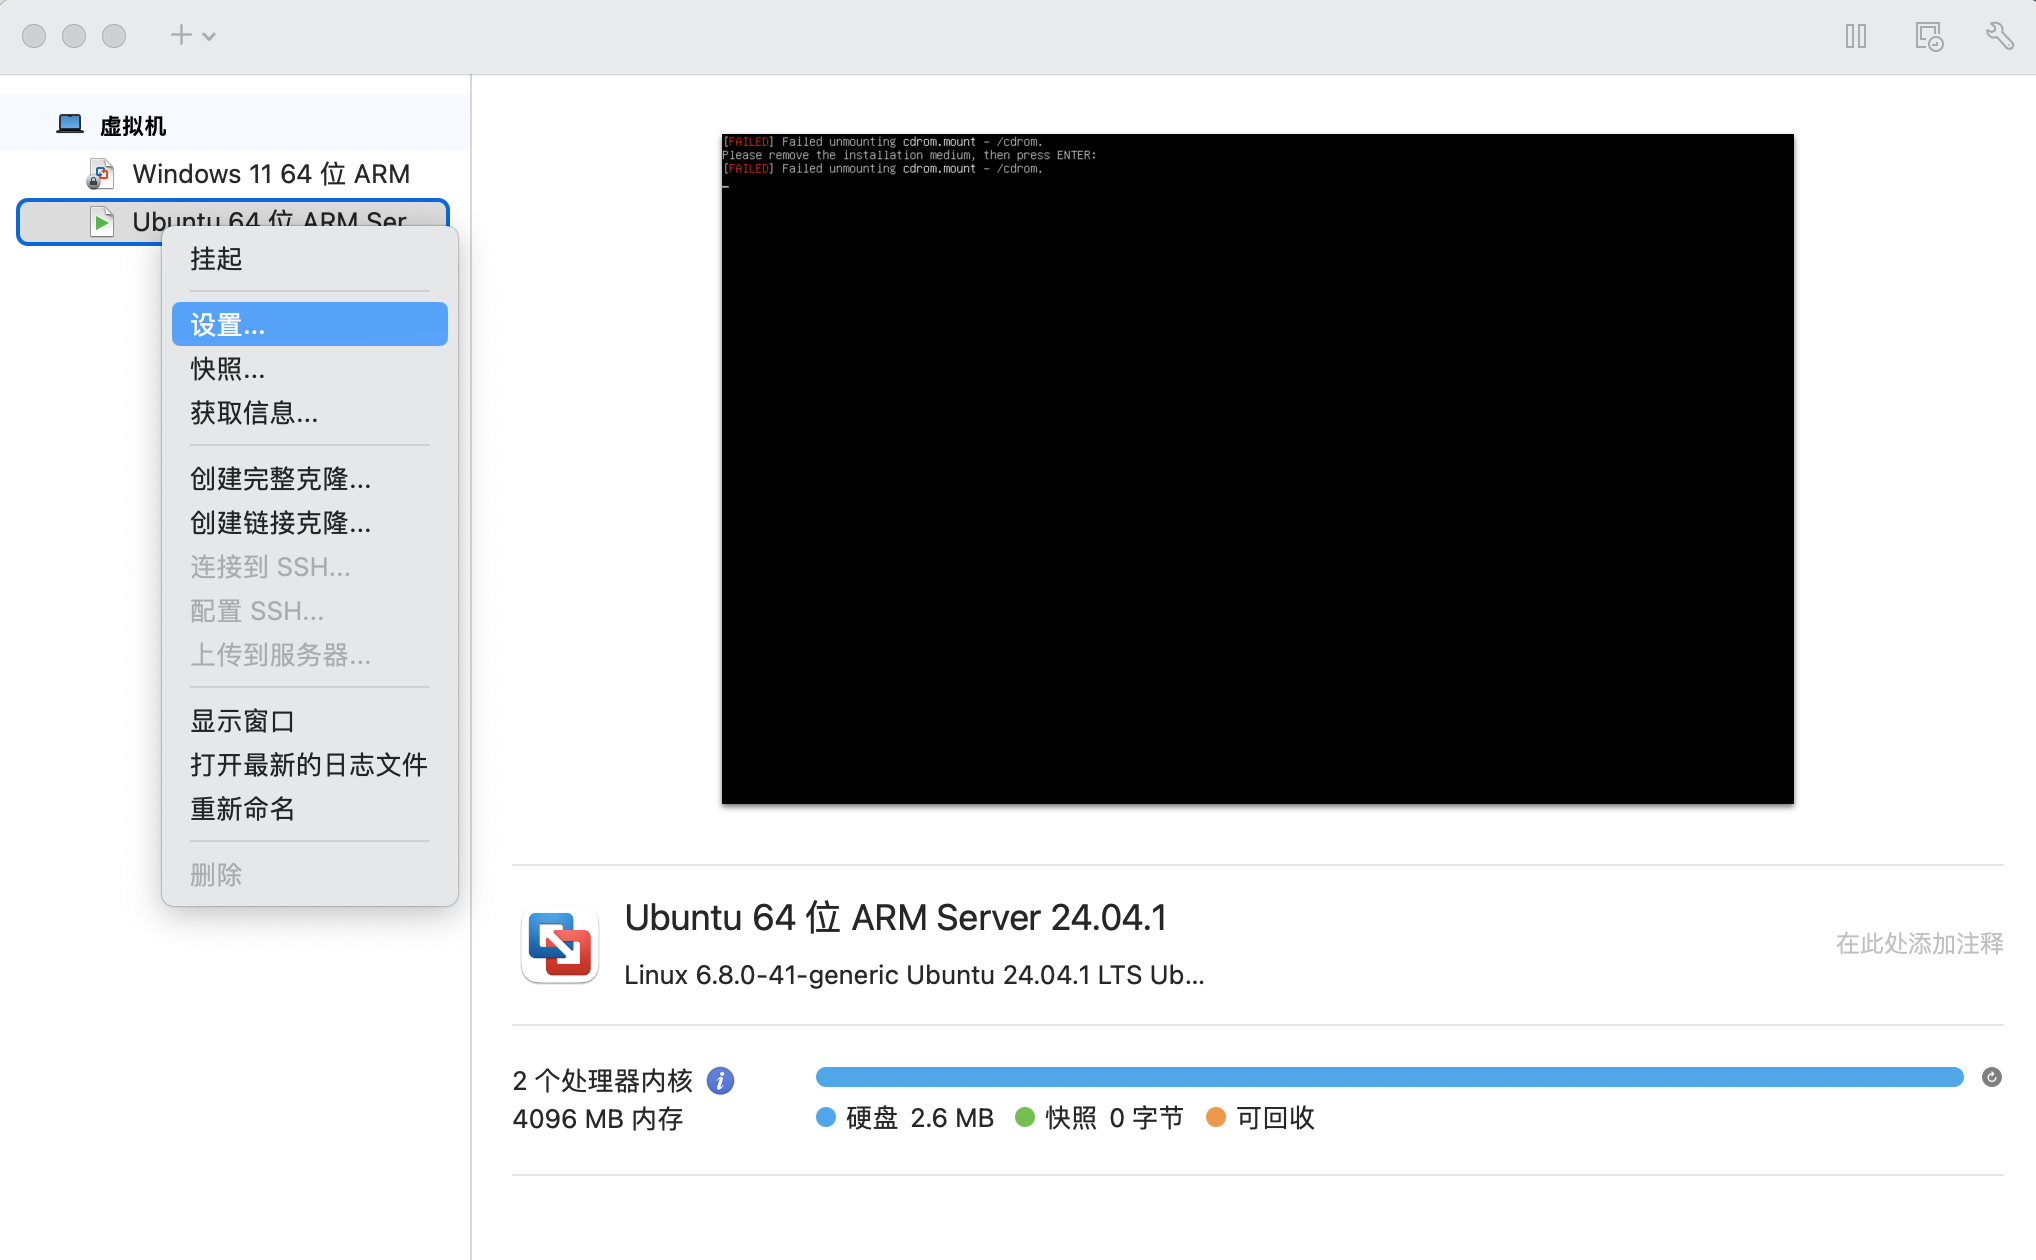 虚拟机
Windows 11 64 位 ARM
Ubuntu 64 位 ARM Ser
挂起
设置...
快照...
获取信息...
创建完整克隆...
创建链接克隆...
连接到 SSH...
配置 SSH...
上传到服务器...
显示窗口
打开最新的日志文件
重新命名
删除
[FAILED] Failed unmounting cdrom.mount - /cdrom.
Please remove the installation medium, then press ENTER:
[FAILED] Failed unmounting cdrom.mount - /cdrom.
Ubuntu 64 位 ARM Server 24.04.1
Linux 6.8.0-41-generic Ubuntu 24.04.1 LTS Ub...
在此处添加注释
2 个处理器内核
4096 MB 内存
硬盘 2.6 MB 快照 0 字节 可回收